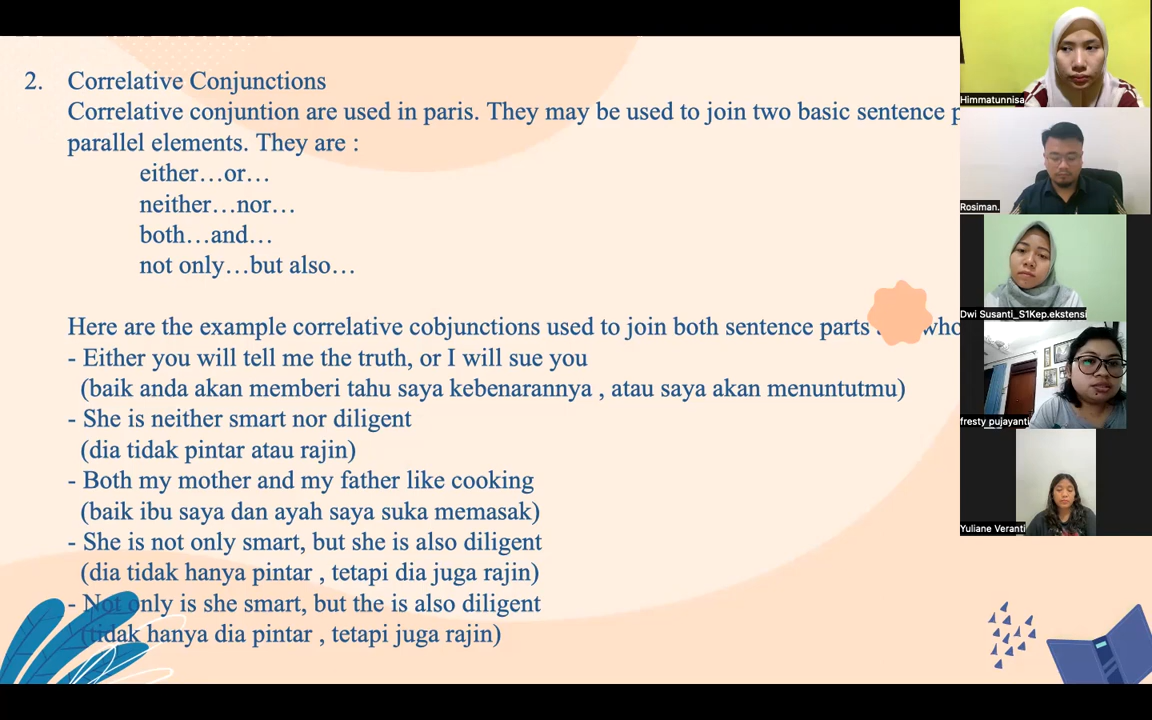 2. Correlative Conjunctions
Correlative conjuntion are used in paris. They may be used to join two basic sentence
parallel elements. They are :
either…or…
neither…nor…
both…and…
not only…but also…
Here are the example correlative cobjunctions used to join both sentence parts
- Either you will tell me the truth, or I will sue you
(baik anda akan memberi tahu saya kebenarannya , atau saya akan menuntutmu)
- She is neither smart nor diligent
(dia tidak pintar atau rajin)
- Both my mother and my father like cooking
(baik ibu saya dan ayah saya suka memasak)
- She is not only smart, but she is also diligent
(dia tidak hanya pintar , tetapi dia juga rajin)
- Not only is she smart, but the is also diligent
(tidak hanya dia pintar , tetapi juga rajin)
Himmatunnisa
Rosiman.
Dwi Susanti_S1Kep.ekstensi
fresty pujayanti
Yuliane Veranti